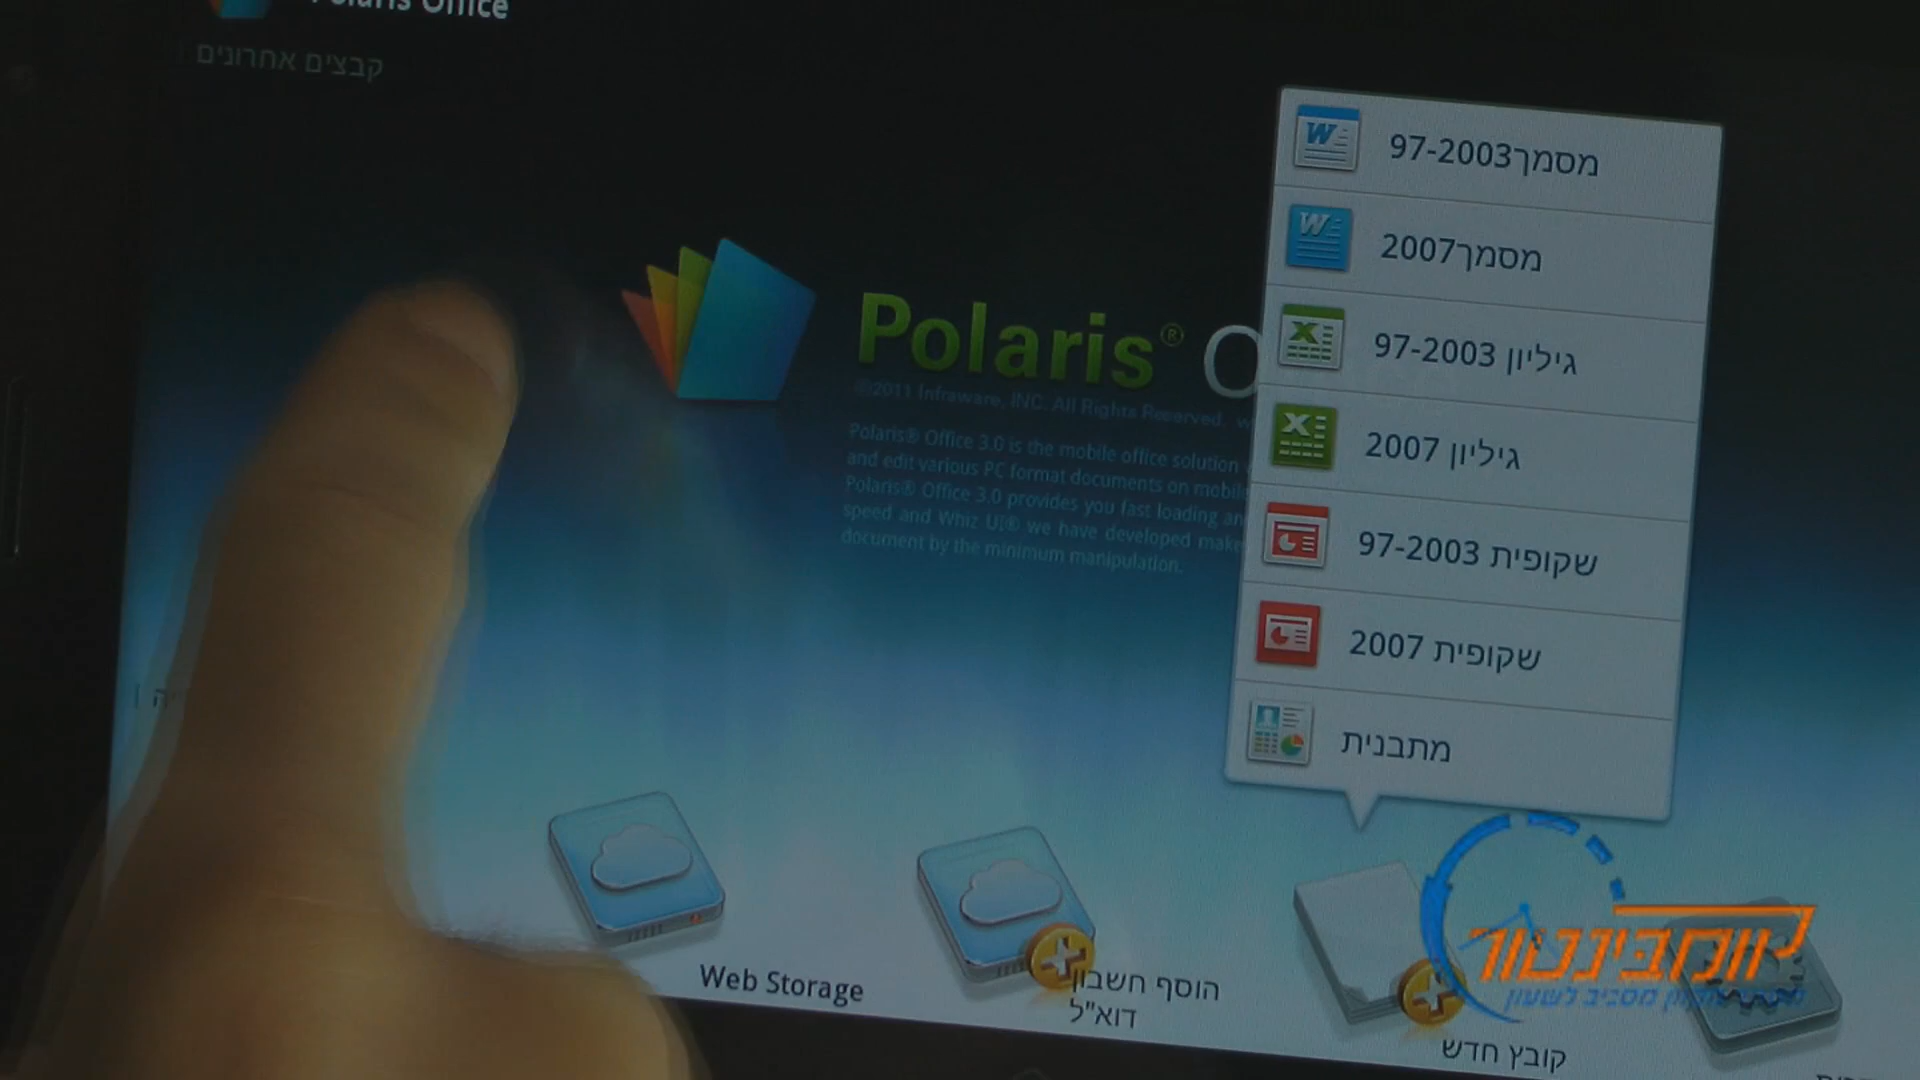 Polaris Office
קבצים אחרונים
מסמך97-2003
מסמך2007
גיליון 97-2003
גיליון 2007
שקופית 97-2003
שקופית 2007
מתבנית
Polaris® O
©2011 Infraware, INC. All Rights Reserved.
Polaris® Office 3.0 is the mobile office solution
and edit various PC format documents on mobile
Polaris® Office 3.0 provides you fast loading an
speed and Whiz UI® we have developed make
document by the minimum manipulation.
Web Storage
הוסף חשבון
דוא"ל
קובץ חדש